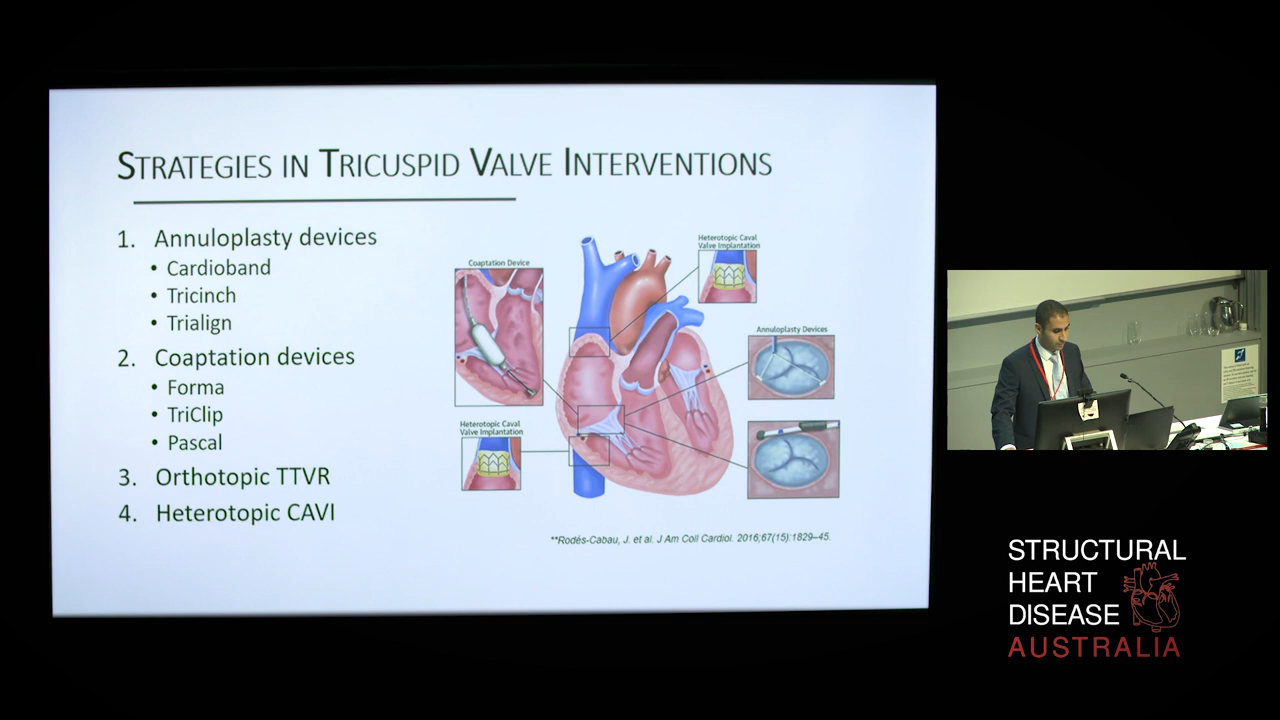 STRATEGIES IN TRICUSPID VALVE INTERVENTIONS
1. Annuloplasty devices
• Cardioband
• Tricinch
• Trialign
2. Coaptation devices
• Forma
• TriClip
• Pascal
3. Orthotopic TTVR
4. Heterotopic CAVI
Coaptation Device
Heterotopic Caval
Valve Implantation
Annuloplasty Devices
Heterotopic Caval
Valve Implantation
**Rodés-Cabau, J. et al. J Am Coll Cardiol. 2016;67(15):1829–45.
STRUCTURAL
HEART
DISEASE
AUSTRALIA